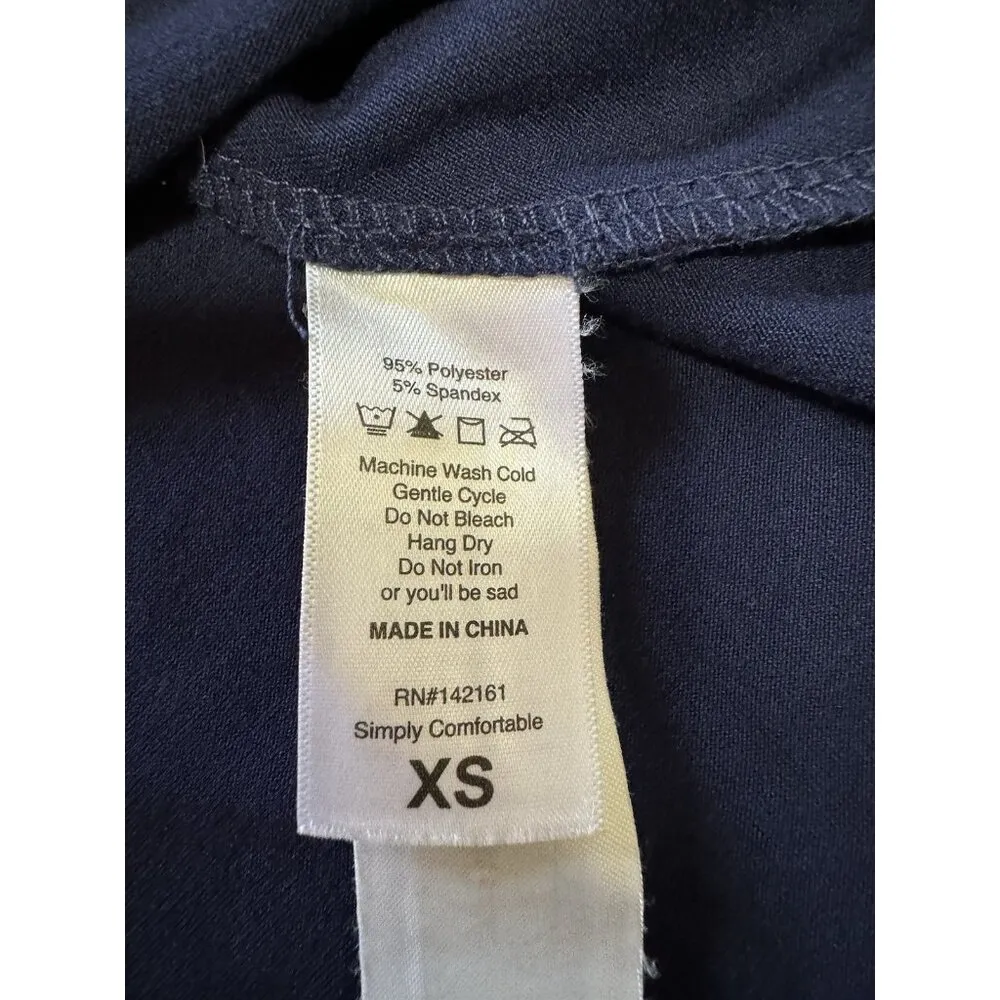 95% Polyester
5% Spandex
Machine Wash Cold
Gentle Cycle
Do Not Bleach
Hang Dry
Do Not Iron
or you'll be sad
MADE IN CHINA
RN#142161
Simply Comfortable
XS